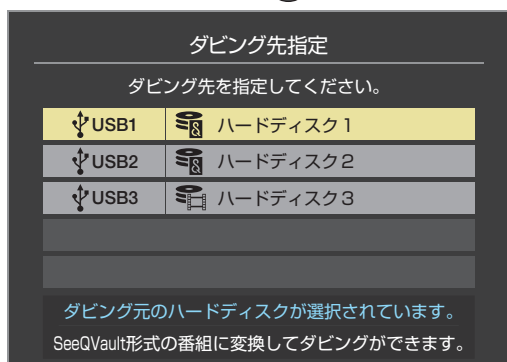 ダビング先指定
ダビング先を指定してください。
USB1 ハードディスク1
USB2 ハードディスク2
USB3 ハードディスク3
ダビング元のハードディスクが選択されています。
SeeQVault形式の番組に変換してダビングができます。